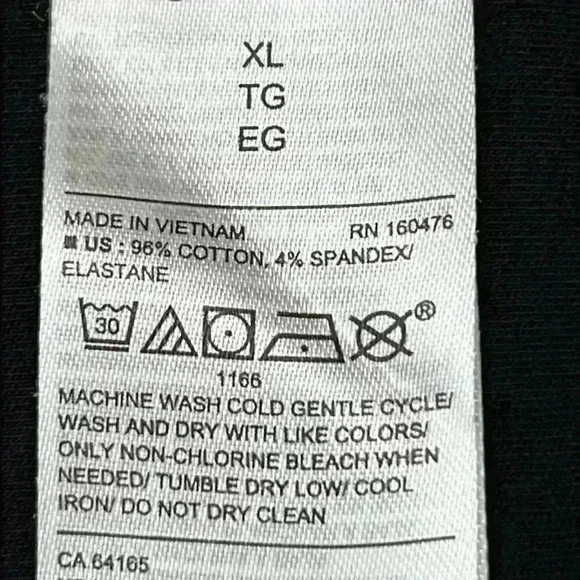 XL
TG
EG
MADE IN VIETNAM RN 160476
US : 96% COTTON, 4% SPANDEX/
ELASTANE
30 ®
1166
MACHINE WASH COLD GENTLE CYCLE/
WASH AND DRY WITH LIKE COLORS/
ONLY NON-CHLORINE BLEACH WHEN
NEEDED/ TUMBLE DRY LOW/ COOL
IRON/ DO NOT DRY CLEAN
CA 64165